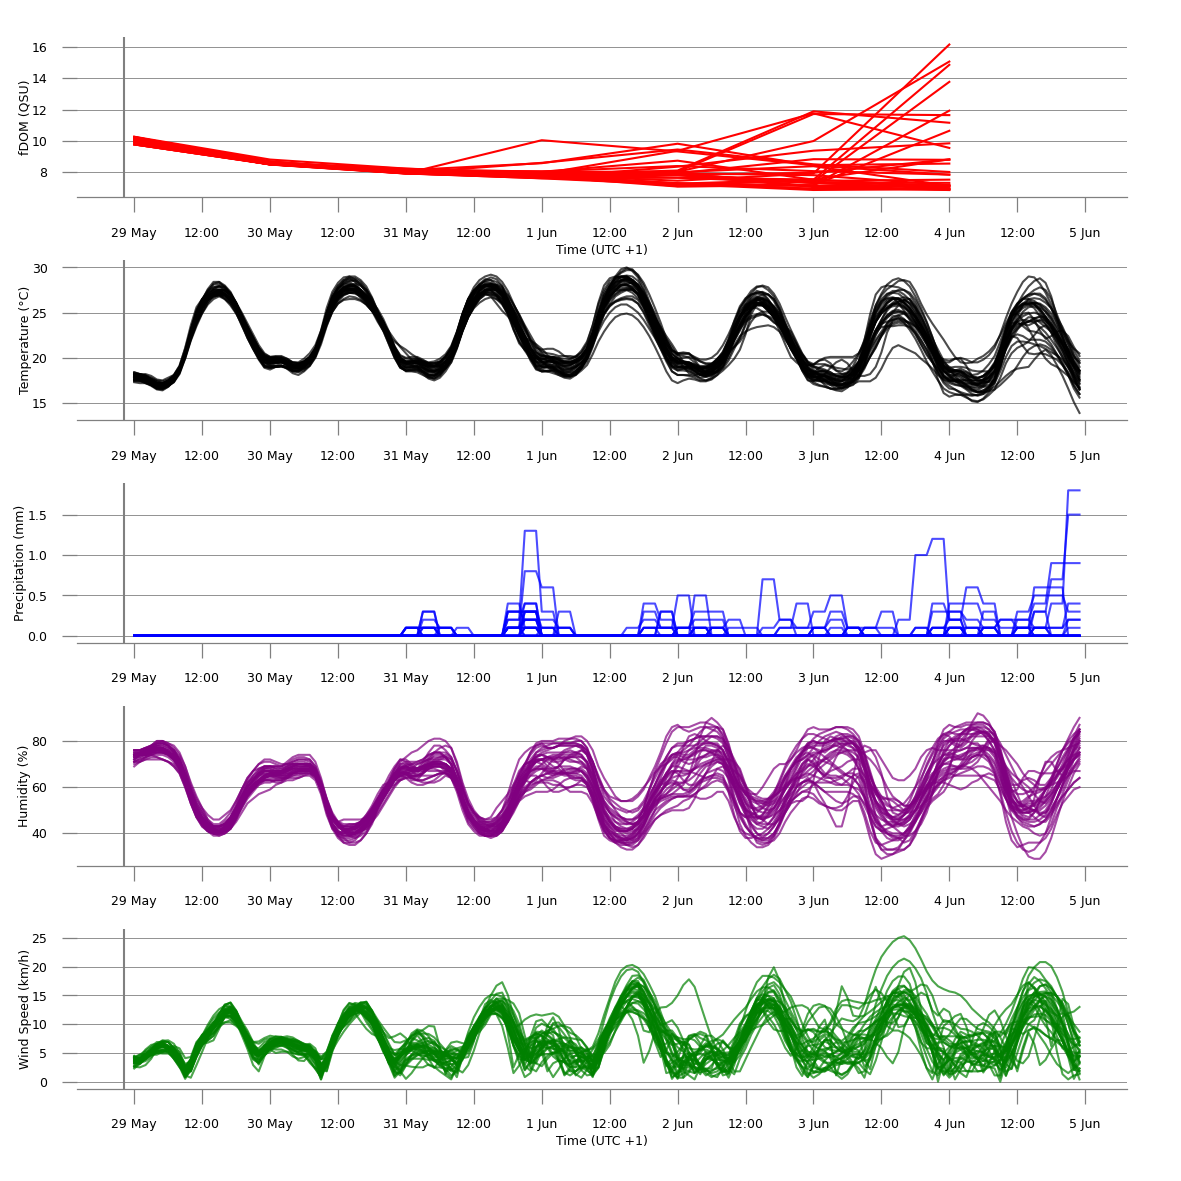 fDOM (QSU)
16
14
12
10
8
29 May 12:00 30 May 12:00 31 May 12:00 1 Jun 12:00 2 Jun 12:00 3 Jun 12:00 4 Jun 12:00 5 Jun
Time (UTC +1)
Temperature (°C)
30
25
20
15
29 May 12:00 30 May 12:00 31 May 12:00 1 Jun 12:00 2 Jun 12:00 3 Jun 12:00 4 Jun 12:00 5 Jun
Precipitation (mm)
1.5
1.0
0.5
0.0
29 May 12:00 30 May 12:00 31 May 12:00 1 Jun 12:00 2 Jun 12:00 3 Jun 12:00 4 Jun 12:00 5 Jun
Humidity (%)
80
60
40
29 May 12:00 30 May 12:00 31 May 12:00 1 Jun 12:00 2 Jun 12:00 3 Jun 12:00 4 Jun 12:00 5 Jun
Wind Speed (km/h)
25
20
15
10
5
0
29 May 12:00 30 May 12:00 31 May 12:00 1 Jun 12:00 2 Jun 12:00 3 Jun 12:00 4 Jun 12:00 5 Jun
Time (UTC +1)